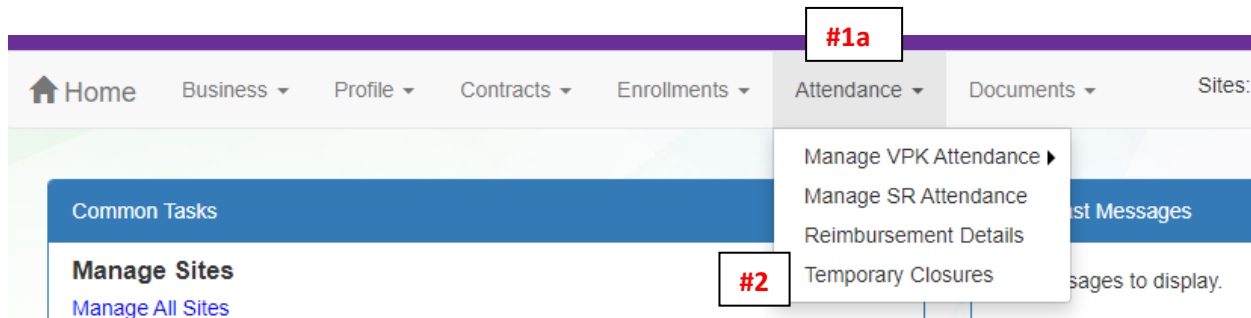 #1a
Home Business Profile Contracts Enrollments Attendance Documents Sites:
Manage VPK Attendance
Manage SR Attendance
Reimbursement Details
#2 Temporary Closures
Common Tasks
Manage Sites
Manage All Sites
st Messages
sages to display.